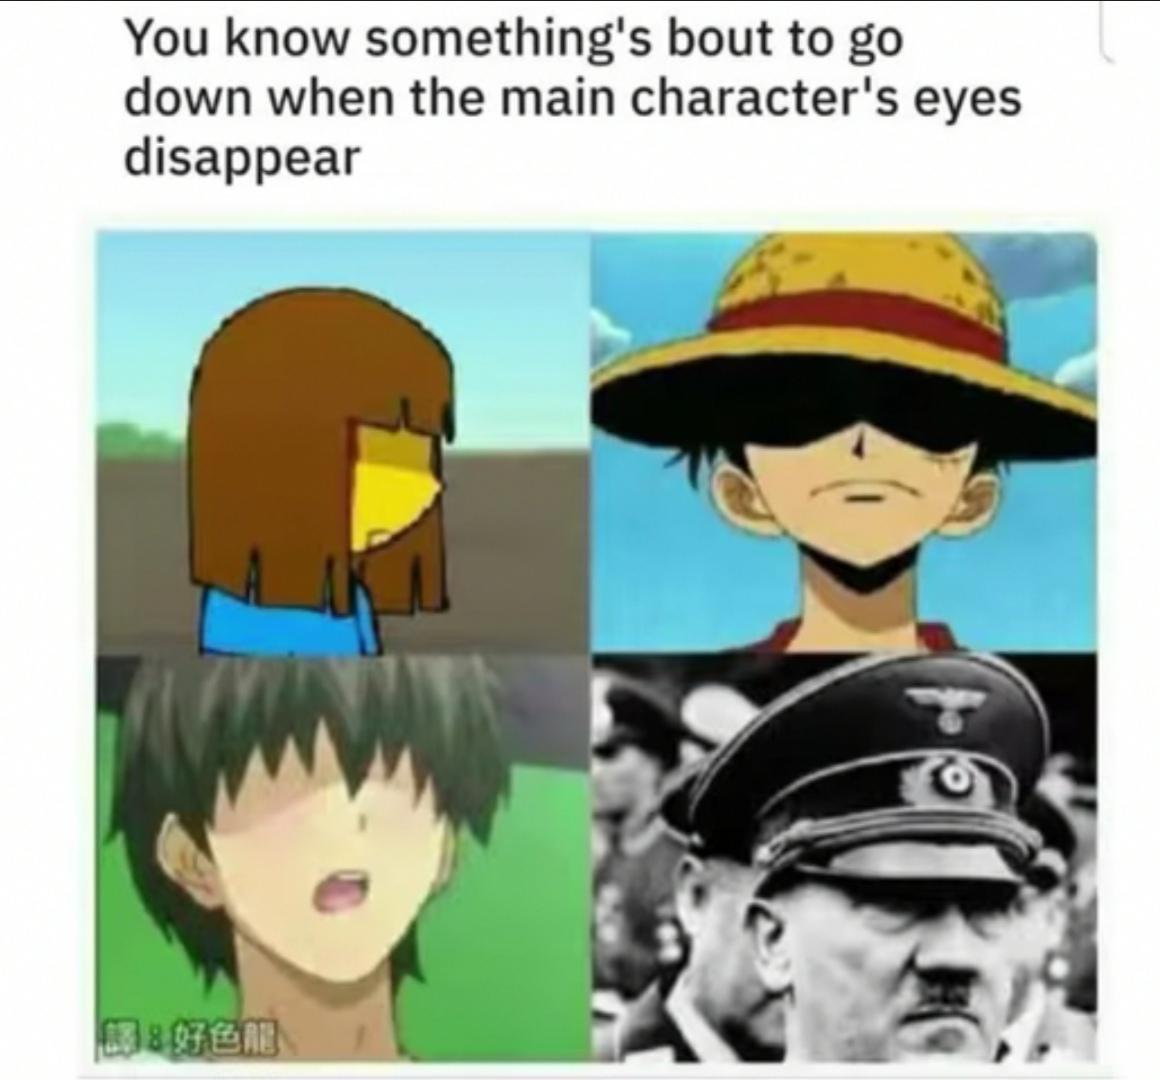 You know something's bout to go
down when the main character's eyes
disappear
譯：好色龍